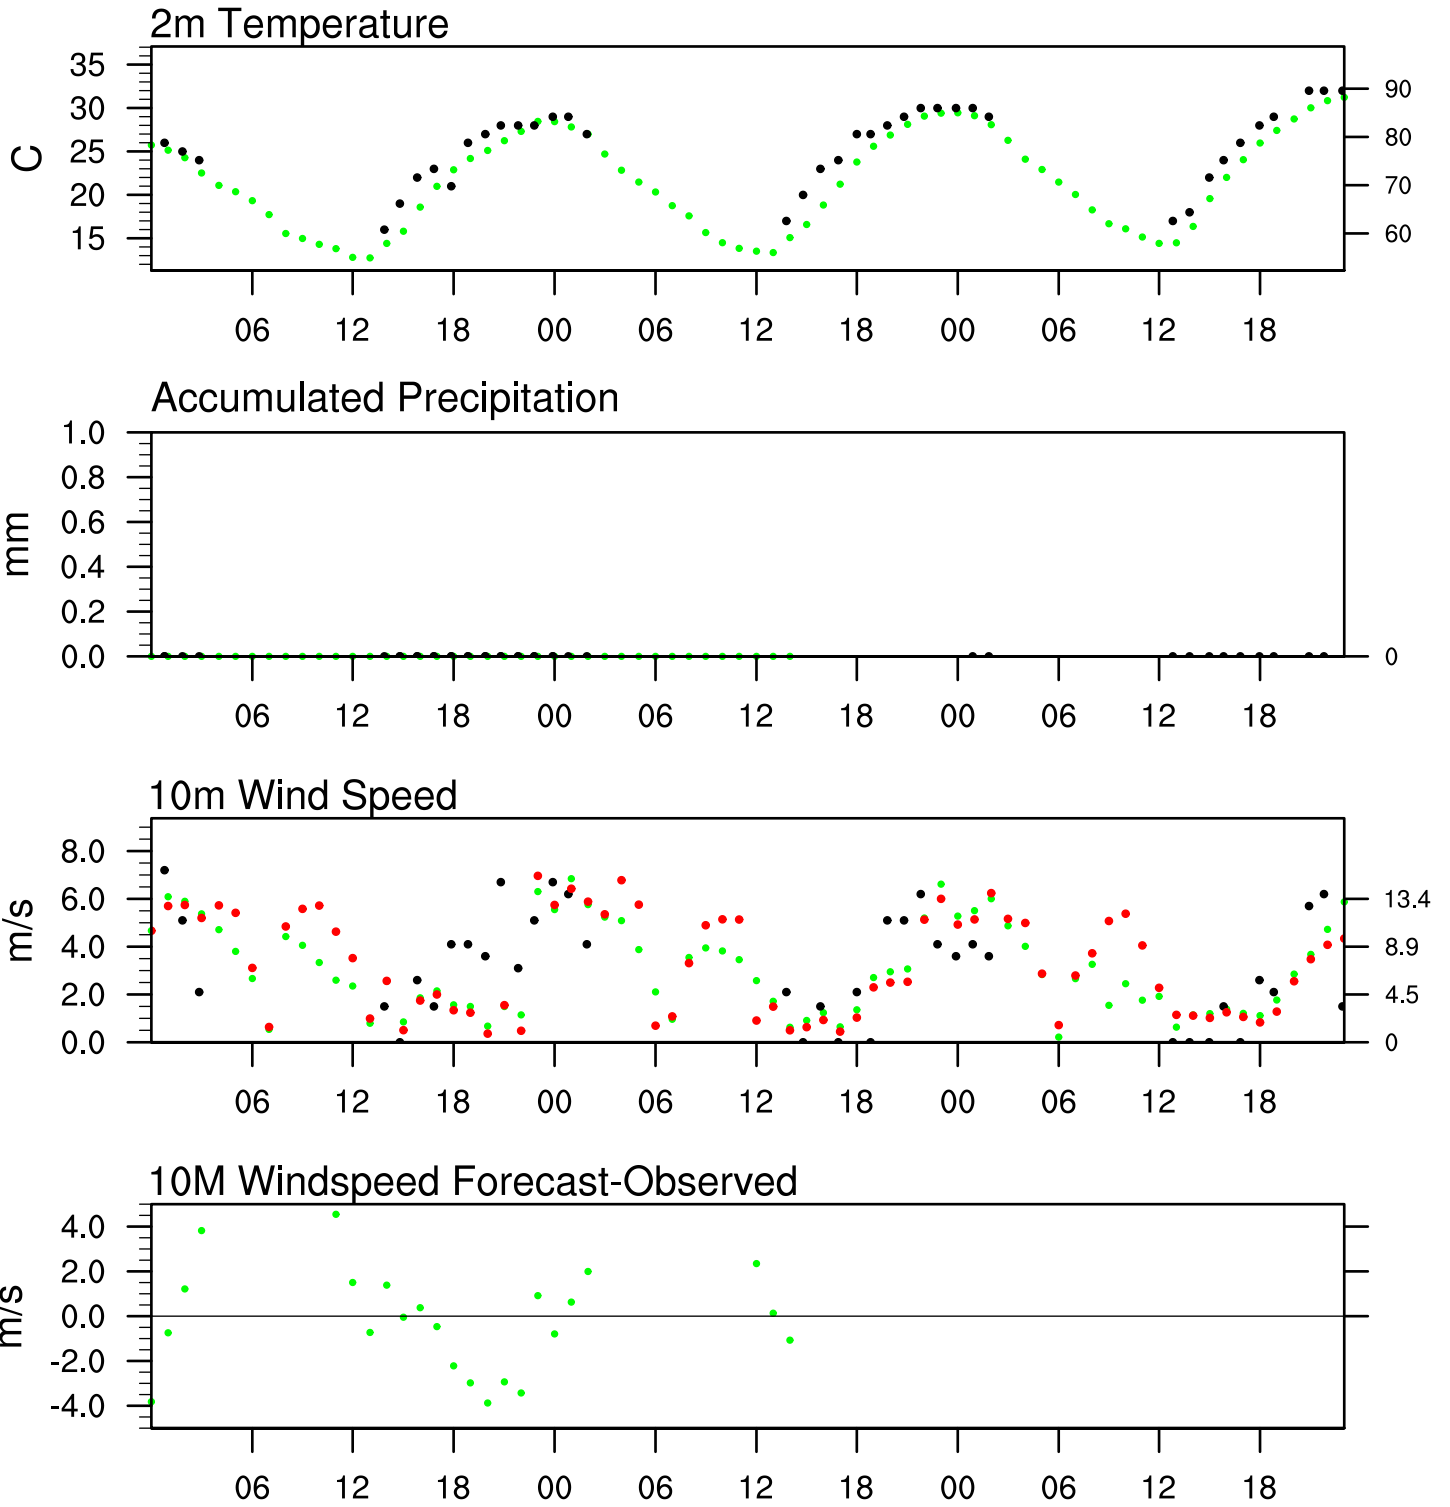 2m Temperature
35
30
25
20
15
C
90
80
70
60
06 12 18 00 06 12 18 00 06 12 18
Accumulated Precipitation
1.0
0.8
0.6
0.4
0.2
0.0
mm
0
06 12 18 00 06 12 18 00 06 12 18
10m Wind Speed
8.0
6.0
4.0
2.0
0.0
m/s
13.4
8.9
4.5
0
06 12 18 00 06 12 18 00 06 12 18
10M Windspeed Forecast-Observed
4.0
2.0
0.0
-2.0
-4.0
m/s
06 12 18 00 06 12 18 00 06 12 18